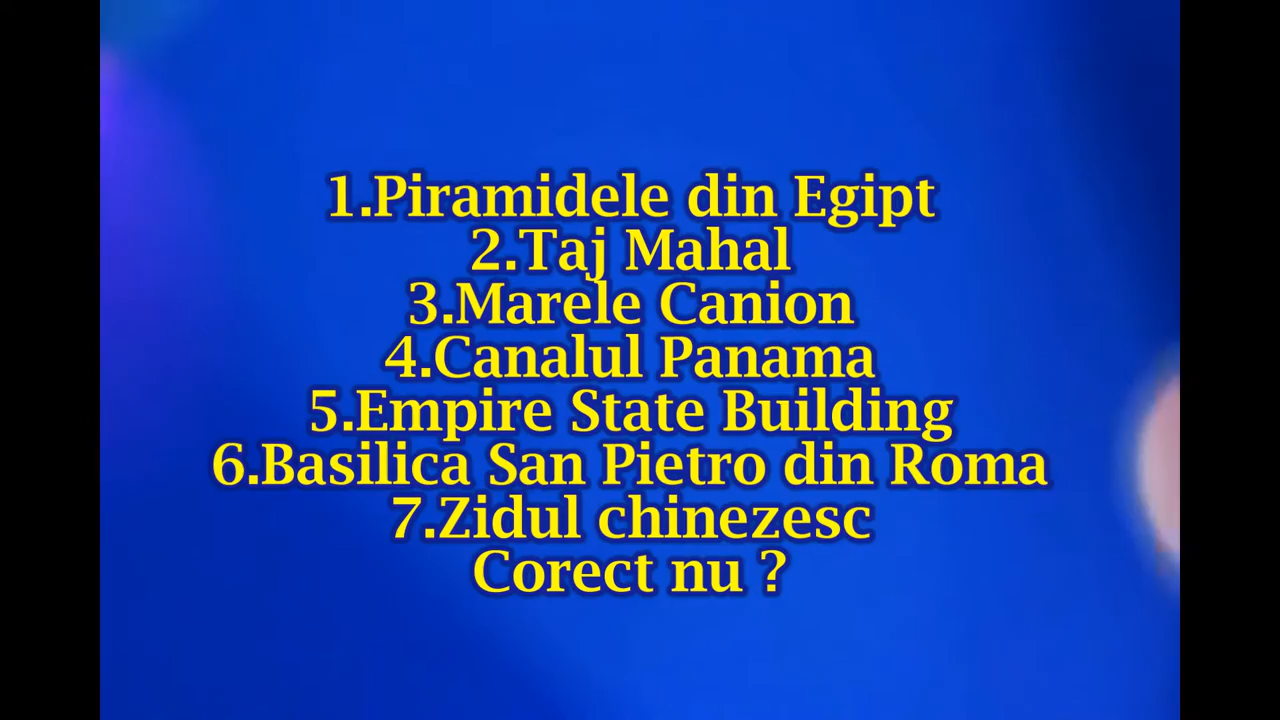 1.Piramidele din Egipt
2.Taj Mahal
3.Marele Canion
4.Canalul Panama
5.Empire State Building
6.Basilica San Pietro din Roma
7.Zidul chinezesc
Corect nu ?